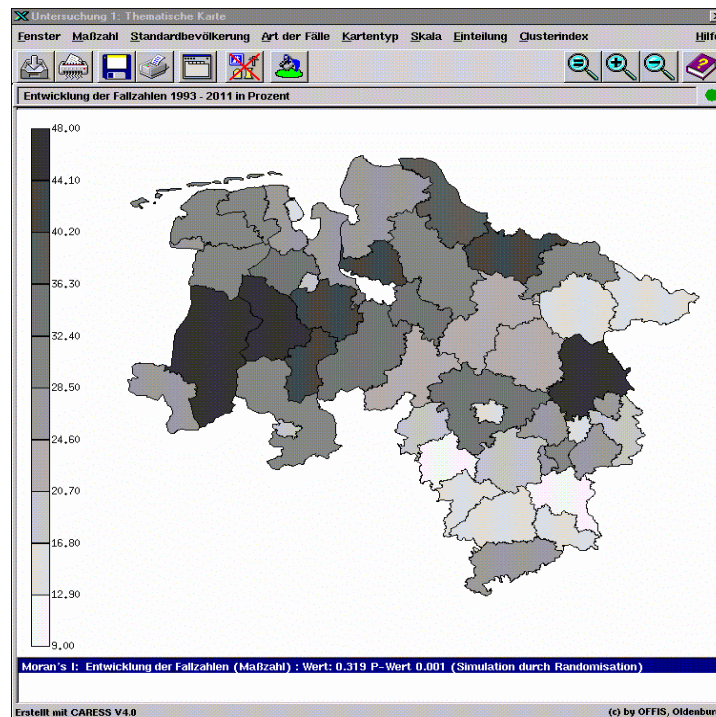 Untersuchung 1: Thematische Karte
Fenster Maßzahl Standardbevölkerung Art der Fälle Kartentyp Skala Einteilung Clusterindex Hilfe
Entwicklung der Fallzahlen 1993 - 2011 in Prozent
48,00
44,10
40,20
36,30
32,40
28,50
24,60
20,70
16,80
12,90
9,00
Moran's I: Entwicklung der Fallzahlen (Maßzahl) : Wert: 0.319 P-Wert 0.001 (Simulation durch Randomisation)
Erstellt mit CARESS V4.0 (c) by OFFIS, Oldenburg